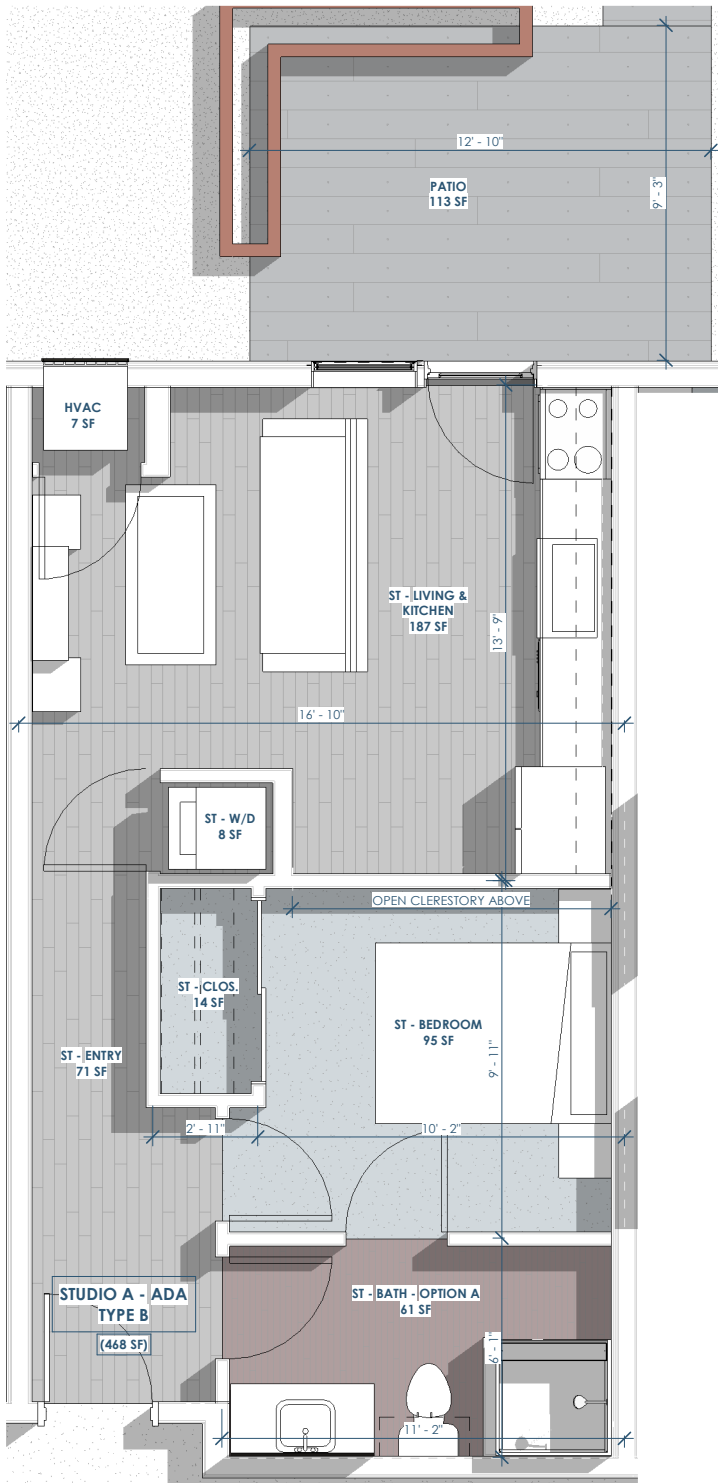 12' - 10"
PATIO
113 SF
9' - 3"
HVAC
7 SF
ST - LIVING &
KITCHEN
187 SF
13' - 9"
16' - 10"
ST - W/D
8 SF
OPEN CLERESTORY ABOVE
ST - CLOS.
14 SF
ST - BEDROOM
95 SF
ST - ENTRY
71 SF
9' - 11"
2' - 11"
10' - 2"
STUDIO A - ADA
TYPE B
(468 SF)
ST - BATH - OPTION A
61 SF
6' - 1"
11' - 2"